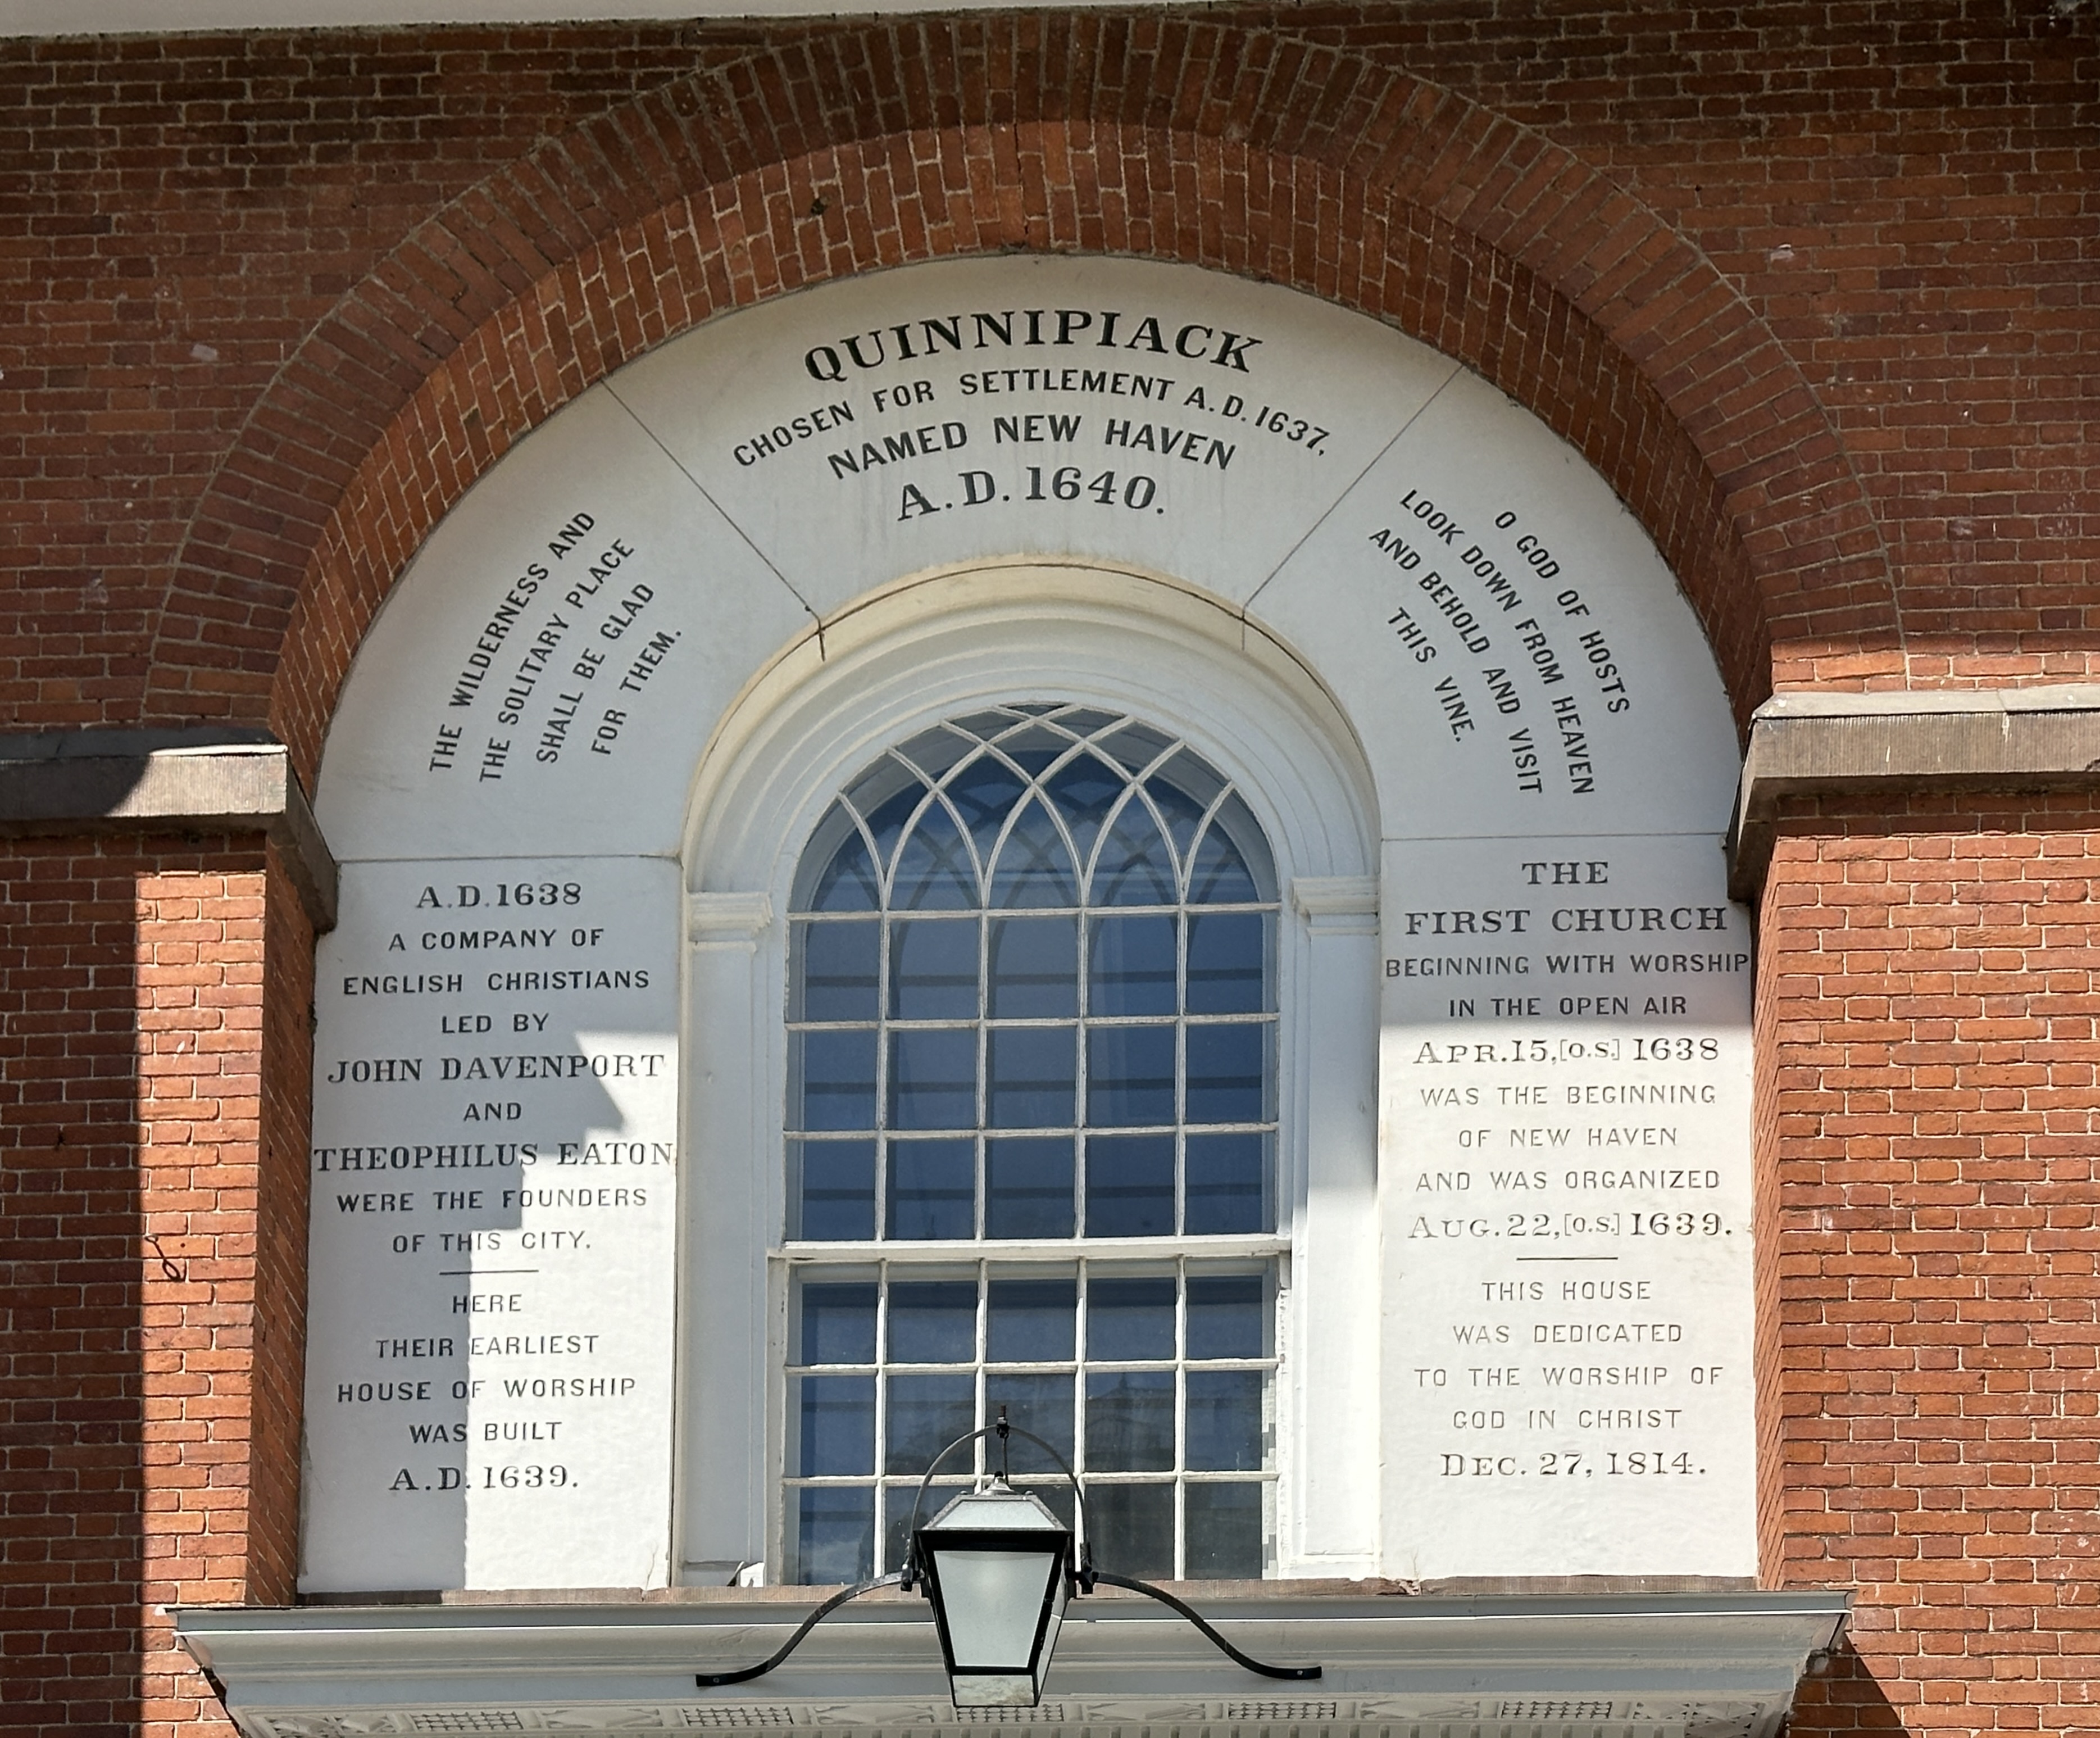 QUINNIPIACK
CHOSEN FOR SETTLEMENT A.D.1637,
NAMED NEW HAVEN
A.D.1640.
THE WILDERNESS AND
THE SOLITARY PLACE
SHALL BE GLAD
FOR THEM.
O GOD OF HOSTS
LOOK DOWN FROM HEAVEN
AND BEHOLD AND VISIT
THIS VINE.
A.D.1638
A COMPANY OF
ENGLISH CHRISTIANS
LED BY
JOHN DAVENPORT
AND
THEOPHILUS EATON
WERE THE FOUNDERS
OF THIS CITY.
HERE
THEIR EARLIEST
HOUSE OF WORSHIP
WAS BUILT
A.D.1639.
THE
FIRST CHURCH
BEGINNING WITH WORSHIP
IN THE OPEN AIR
APR.15,[O.S.] 1638
WAS THE BEGINNING
OF NEW HAVEN
AND WAS ORGANIZED
AUG.22,[O.S.] 1639.
THIS HOUSE
WAS DEDICATED
TO THE WORSHIP OF
GOD IN CHRIST
DEC. 27, 1814.